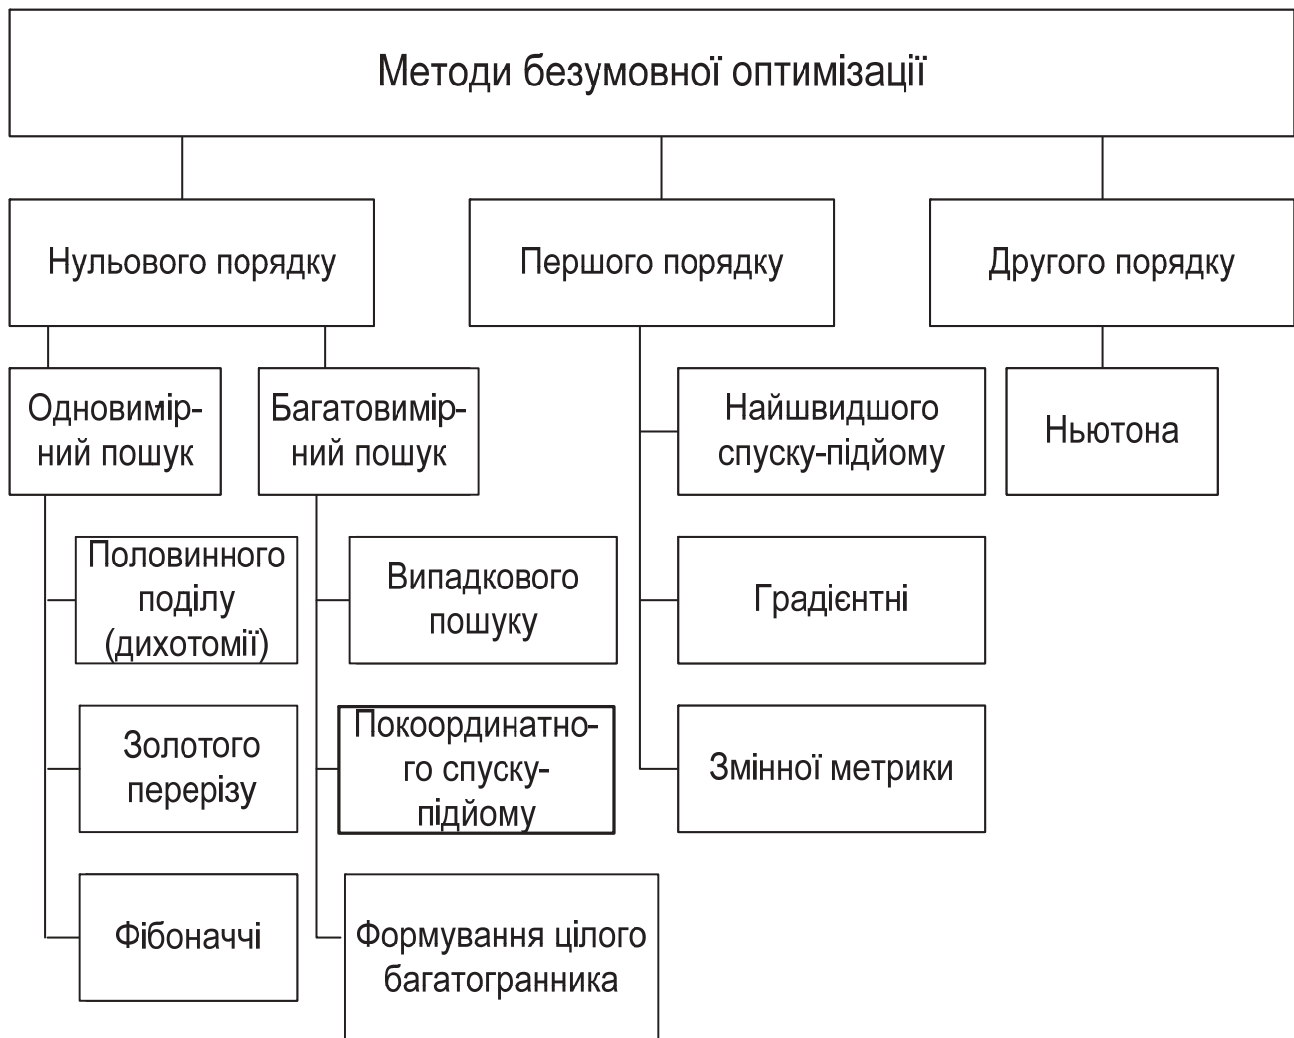 Методи безумовної оптимізації
Нульового порядку
Першого порядку
Другого порядку
Одновимір-
ний пошук
Багатовимір-
ний пошук
Найшвидшого
спуску-підйому
Ньютона
Половинного
поділу
(дихотомії)
Випадкового
пошуку
Градієнтні
Золотого
перерізу
Покоординатно-
го спуску-
підйому
Змінної метрики
Фібоначчі
Формування цілого
багатогранника